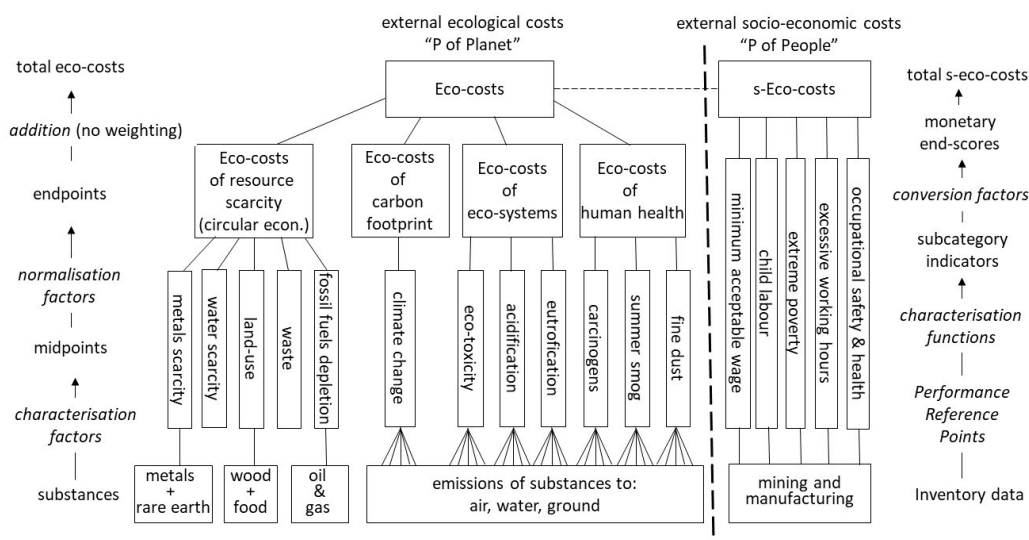 external ecological costs
“P of Planet”
external socio-economic costs
“P of People”
total eco-costs
addition (no weighting)
endpoints
normalisation
factors
midpoints
characterisation
factors
substances
Eco-costs
Eco-costs
of resource
scarcity
(circular econ.)
Eco-costs
of
carbon
footprint
Eco-costs
of
eco-systems
Eco-costs
of
human health
metals scarcity
water scarcity
land-use
waste
fossil fuels depletion
climate change
eco-toxicity
acidification
eutrofication
carcinogens
summer smog
fine dust
metals
+
rare earth
wood
+
food
oil
&
gas
emissions of substances to:
air, water, ground
s-Eco-costs
minimum acceptable wage
child labour
extreme poverty
excessive working hours
occupational safety & health
mining and
manufacturing
total s-eco-costs
monetary
end-scores
conversion factors
subcategory
indicators
characterisation
functions
Performance
Reference
Points
Inventory data